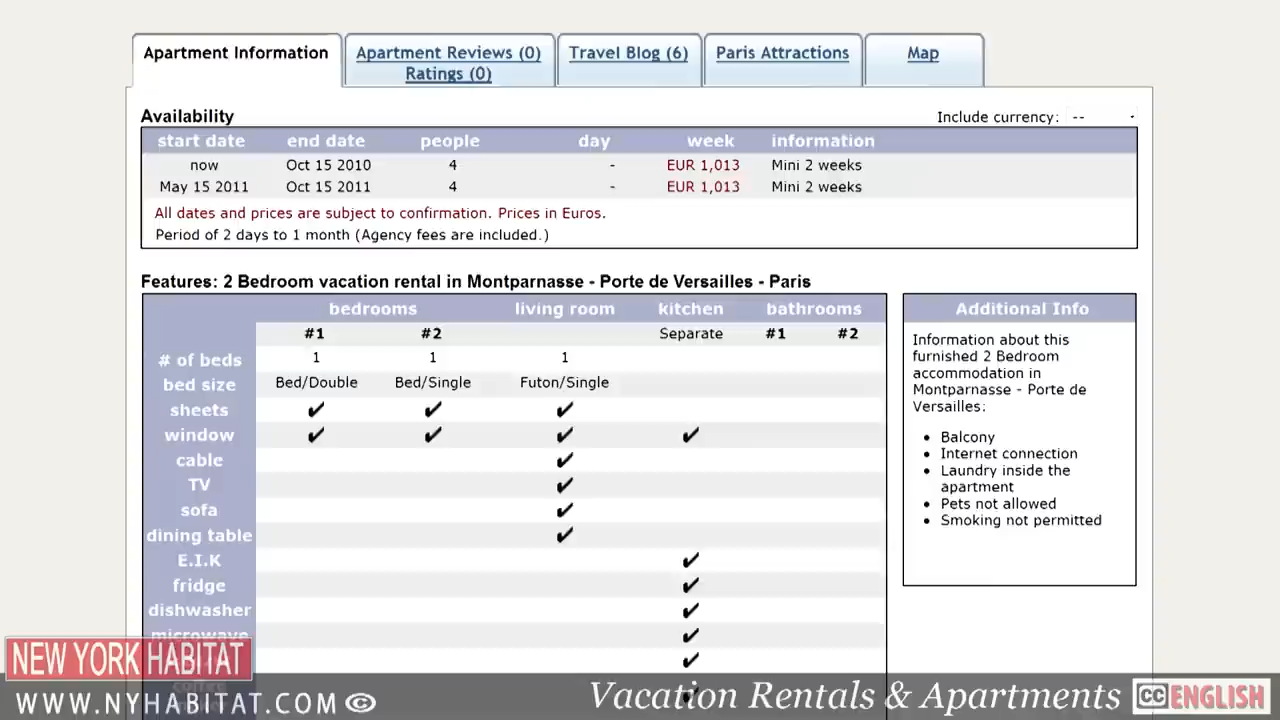 Apartment Information
Apartment Reviews (0)
Ratings (0)
Travel Blog (6)
Paris Attractions
Map
Availability
Include currency: --
start date end date people day week information
now Oct 15 2010 4 - EUR 1,013 Mini 2 weeks
May 15 2011 Oct 15 2011 4 - EUR 1,013 Mini 2 weeks
All dates and prices are subject to confirmation. Prices in Euros.
Period of 2 days to 1 month (Agency fees are included.)
Features: 2 Bedroom vacation rental in Montparnasse - Porte de Versailles - Paris
bedrooms living room kitchen bathrooms
#1 #2 Separate #1 #2
# of beds 1 1 1
bed size Bed/Double Bed/Single Futon/Single
sheets ✔ ✔ ✔
window ✔ ✔ ✔ ✔
cable ✔
TV ✔
sofa ✔
dining table ✔
E.I.K ✔
fridge ✔
dishwasher ✔
microwave ✔
✔
Additional Info
Information about this
furnished 2 Bedroom
accommodation in
Montparnasse - Porte de
Versailles:
• Balcony
• Internet connection
• Laundry inside the
apartment
• Pets not allowed
• Smoking not permitted
NEW YORK HABITAT
WWW.NYHABITAT.COM ©
Vacation Rentals & Apartments
CC ENGLISH